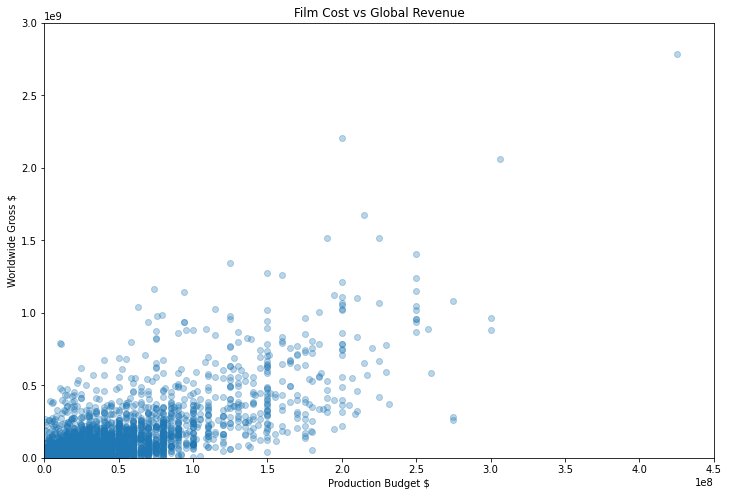 Film Cost vs Global Revenue
1e9
3.0
2.5
2.0
1.5
1.0
0.5
0.0
Worldwide Gross $
0.0 0.5 1.0 1.5 2.0 2.5 3.0 3.5 4.0 4.5
1e8
Production Budget $